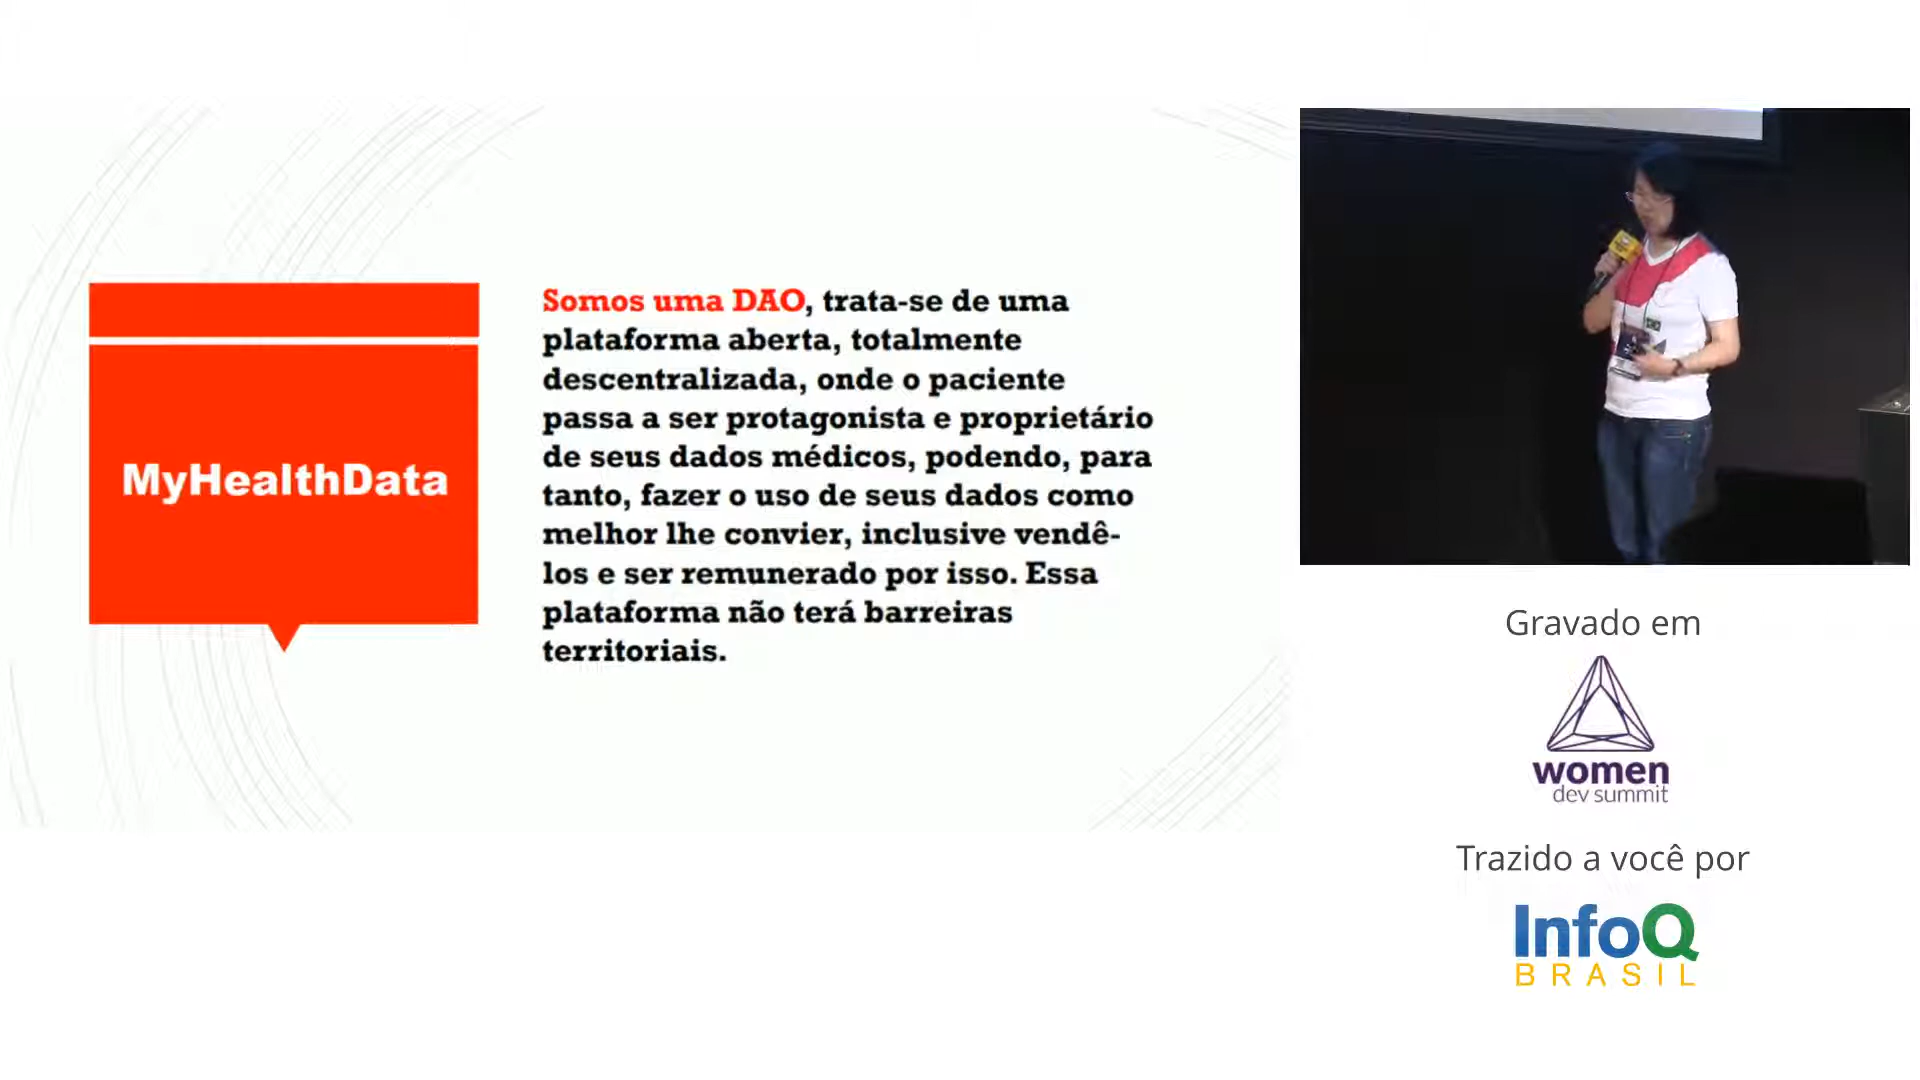 MyHealthData
Somos uma DAO, trata-se de uma
plataforma aberta, totalmente
descentralizada, onde o paciente
passa a ser protagonista e proprietário
de seus dados médicos, podendo, para
tanto, fazer o uso de seus dados como
melhor lhe convier, inclusive vendê-
los e ser remunerado por isso. Essa
plataforma não terá barreiras
territoriais.
Gravado em
women
dev summit
Trazido a você por
InfoQ
BRASIL